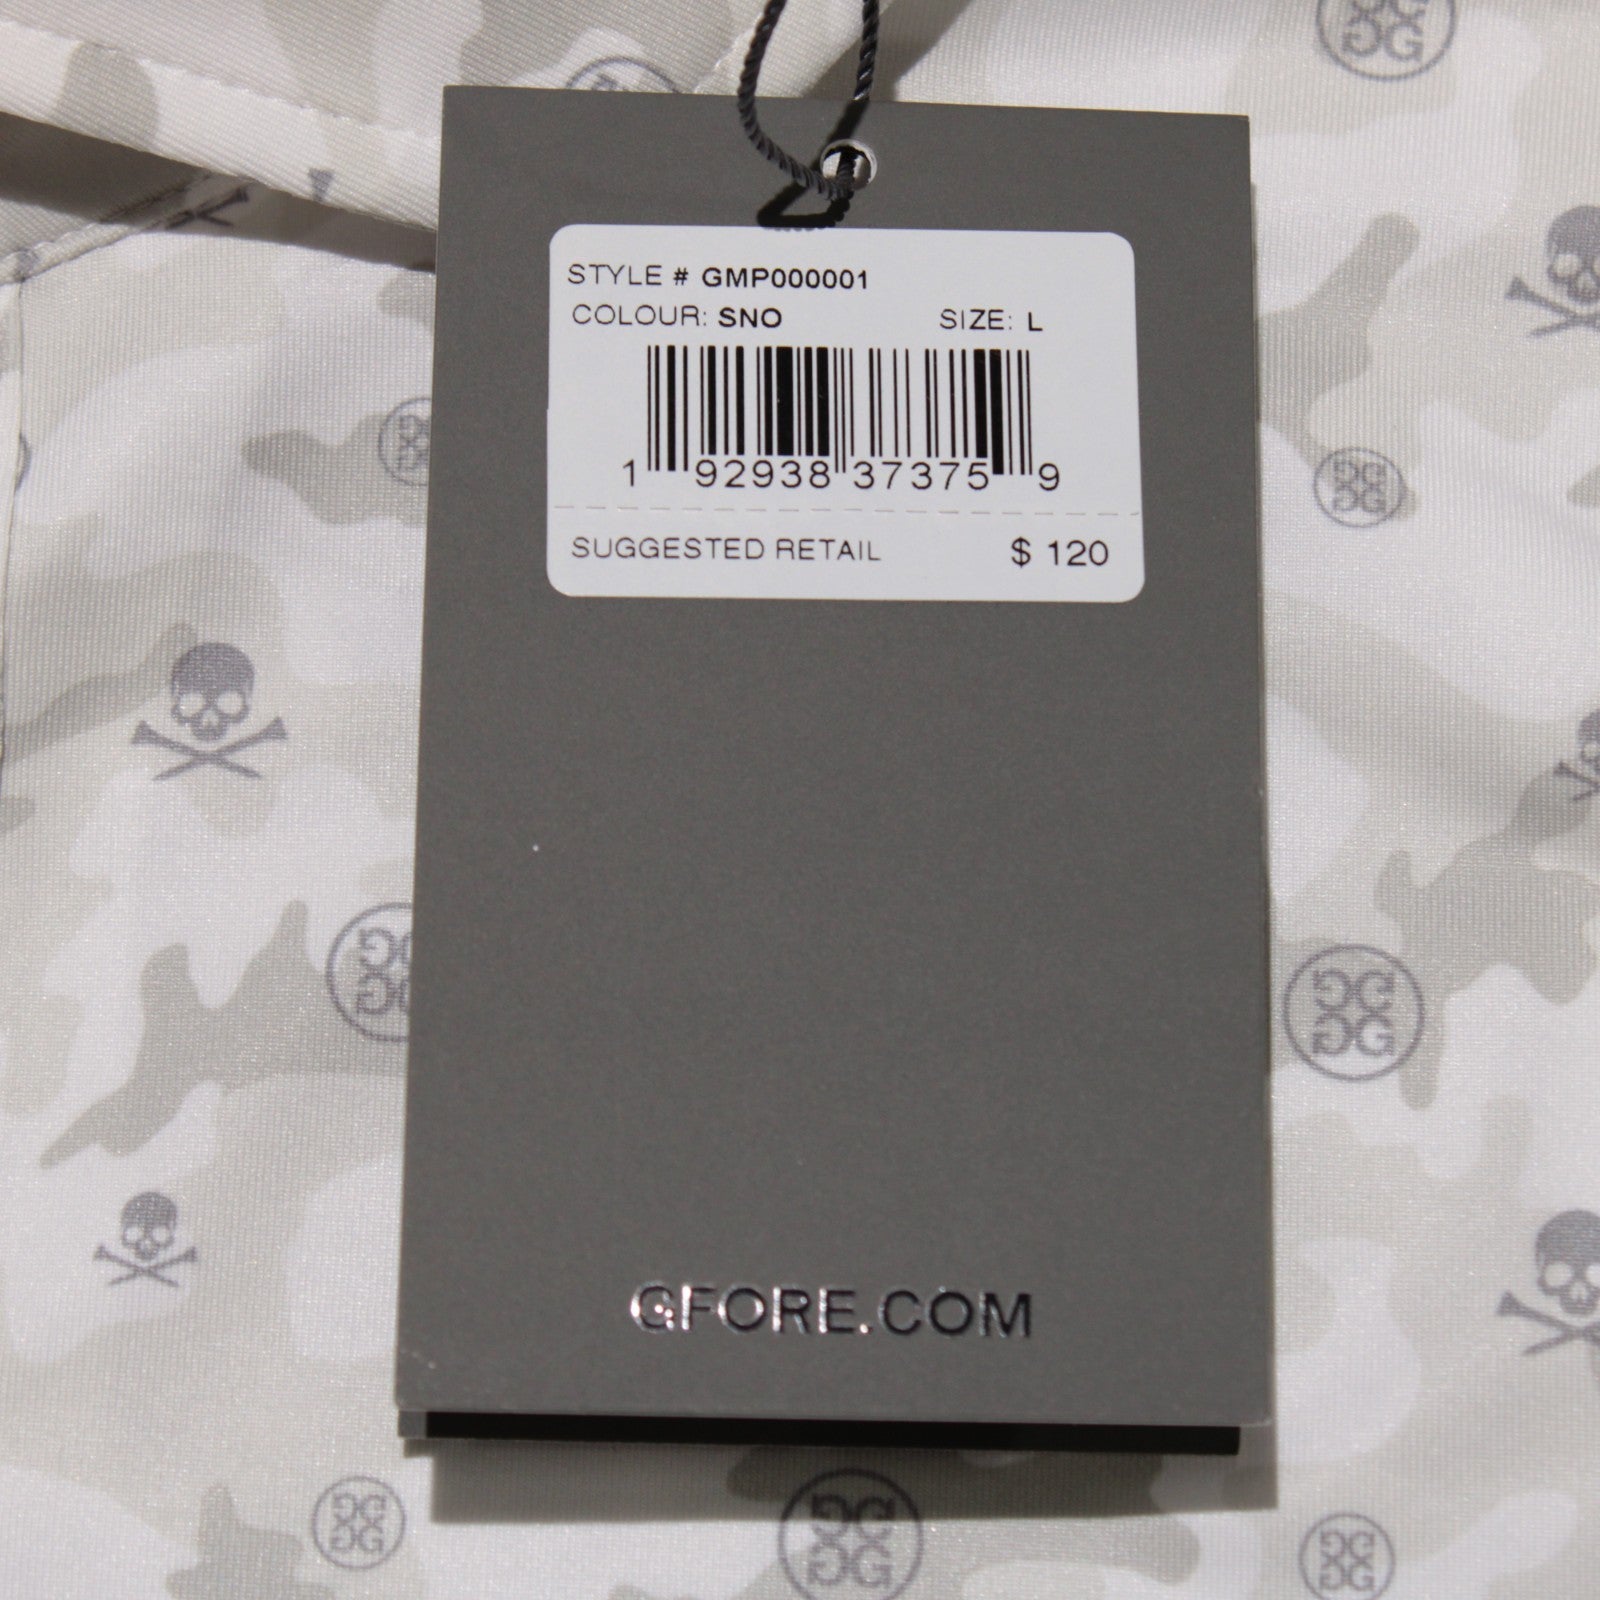 STYLE # GMP000001
COLOUR: SNO SIZE: L
1 92938 37375 9
SUGGESTED RETAIL $ 120
GFORE.COM